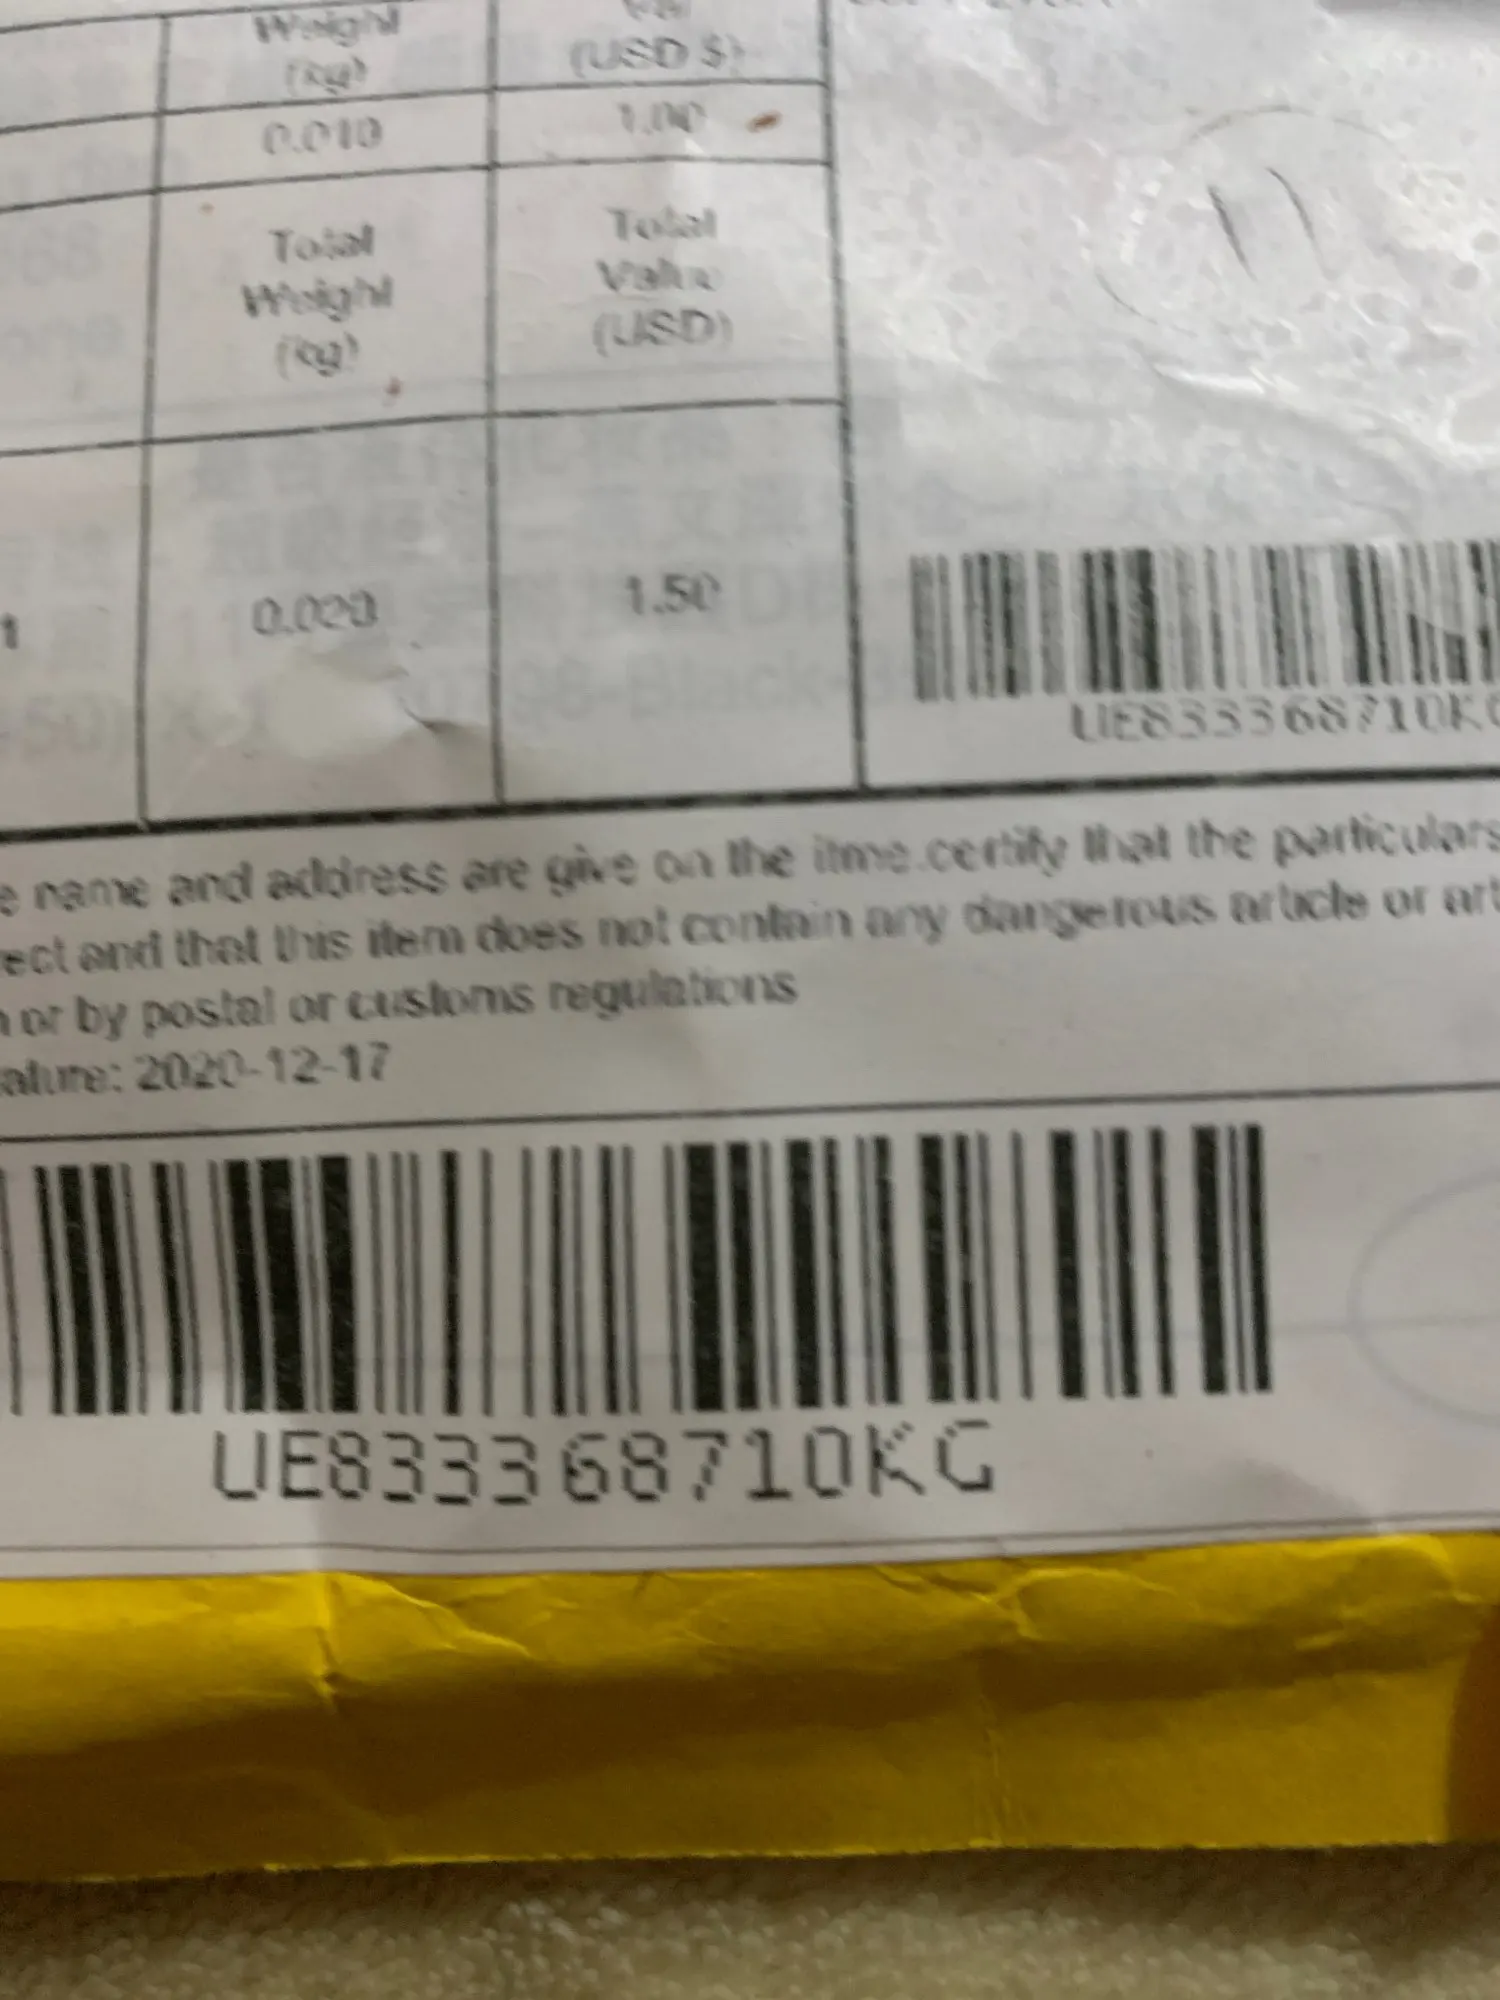 Weight
(kg)
(USD $)
0.010
1.00
Total
Weight
(kg)
Total
Value
(USD)
1
0.020
1.50
UE833368710K
e name and address are give on the itme.certify that the particulars
ect and that this item does not contain any dangerous article or art
or by postal or customs regulations
ature: 2020-12-17
UE833368710KG